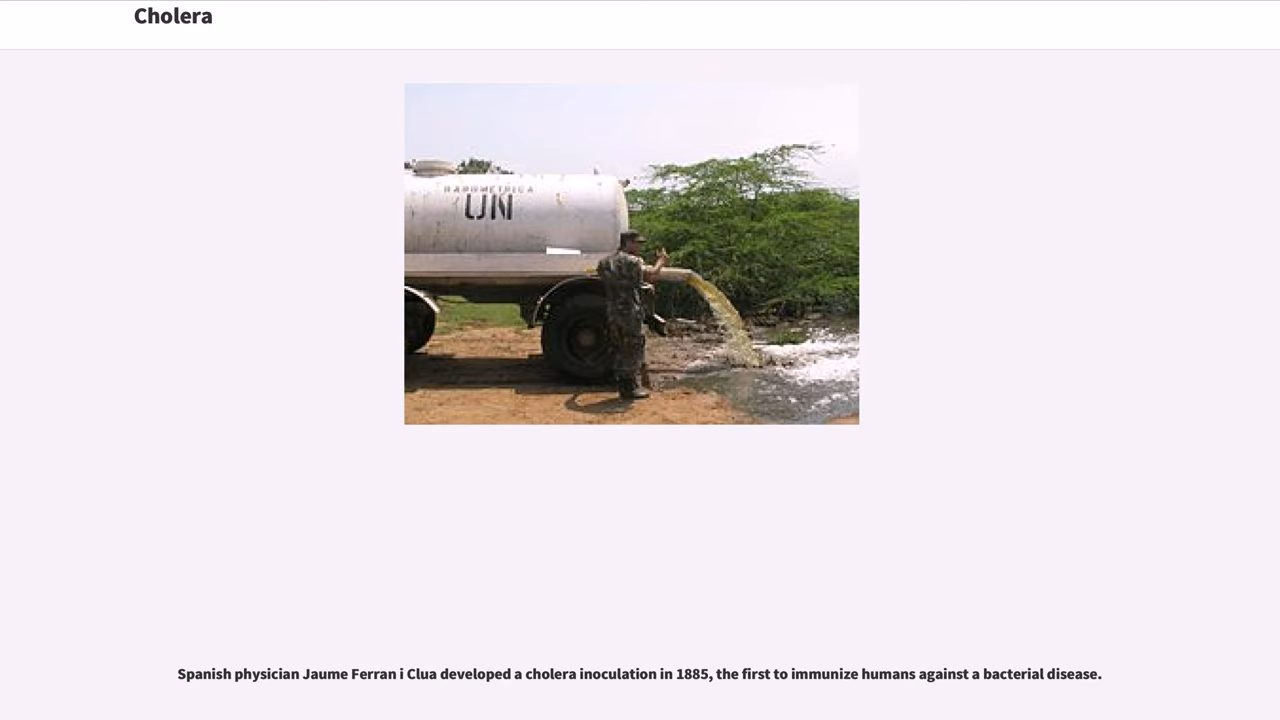 Cholera
BAROMETRICA
UN
Spanish physician Jaume Ferran i Clua developed a cholera inoculation in 1885, the first to immunize humans against a bacterial disease.